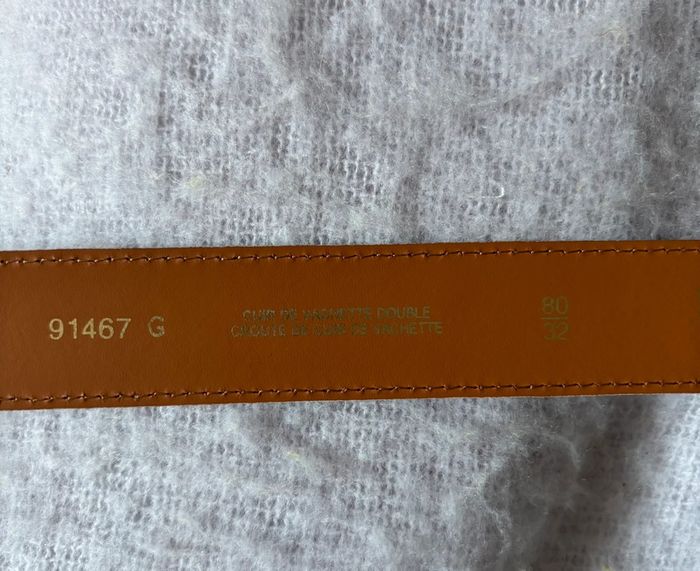 91467 G
CUIR DE VACHETTE DOUBLE
CROUTE DE CUIR DE VACHETTE
80
32